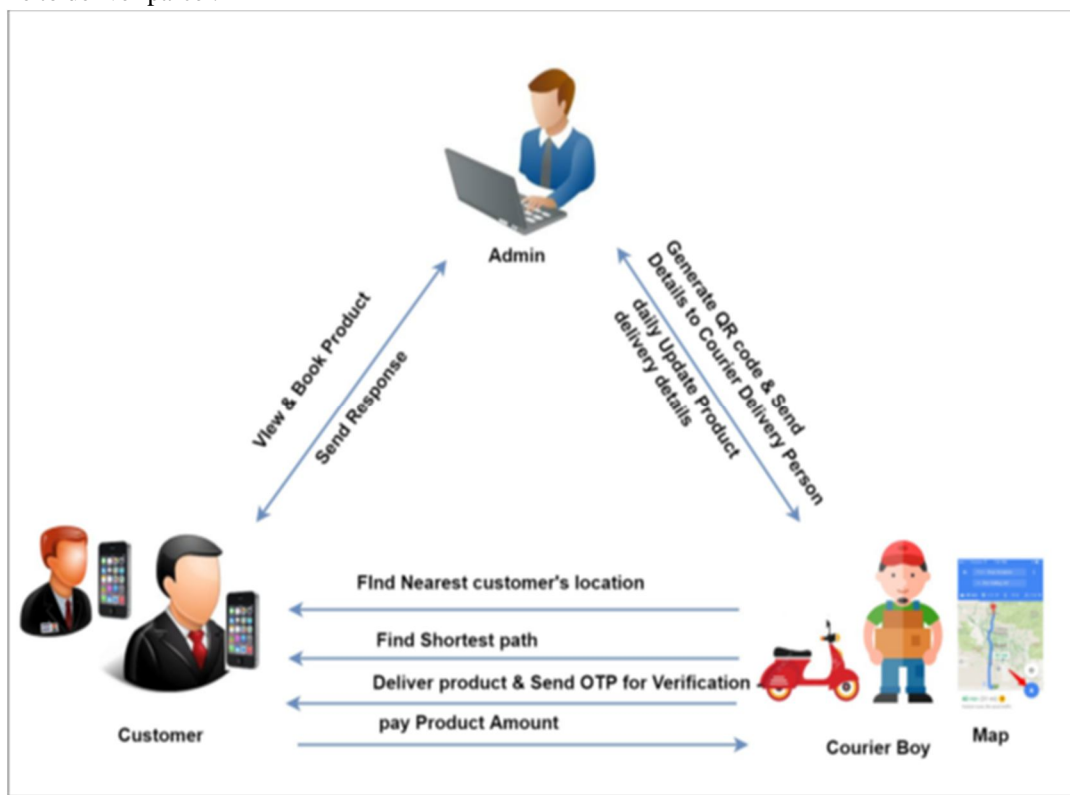 Admin
View & Book Product
Send Response
Generate QR code & Send
Details to Courier Delivery Person
daily Update Product
delivery details
FInd Nearest customer's location
Find Shortest path
Deliver product & Send OTP for Verification
pay Product Amount
Customer
Courier Boy
Map